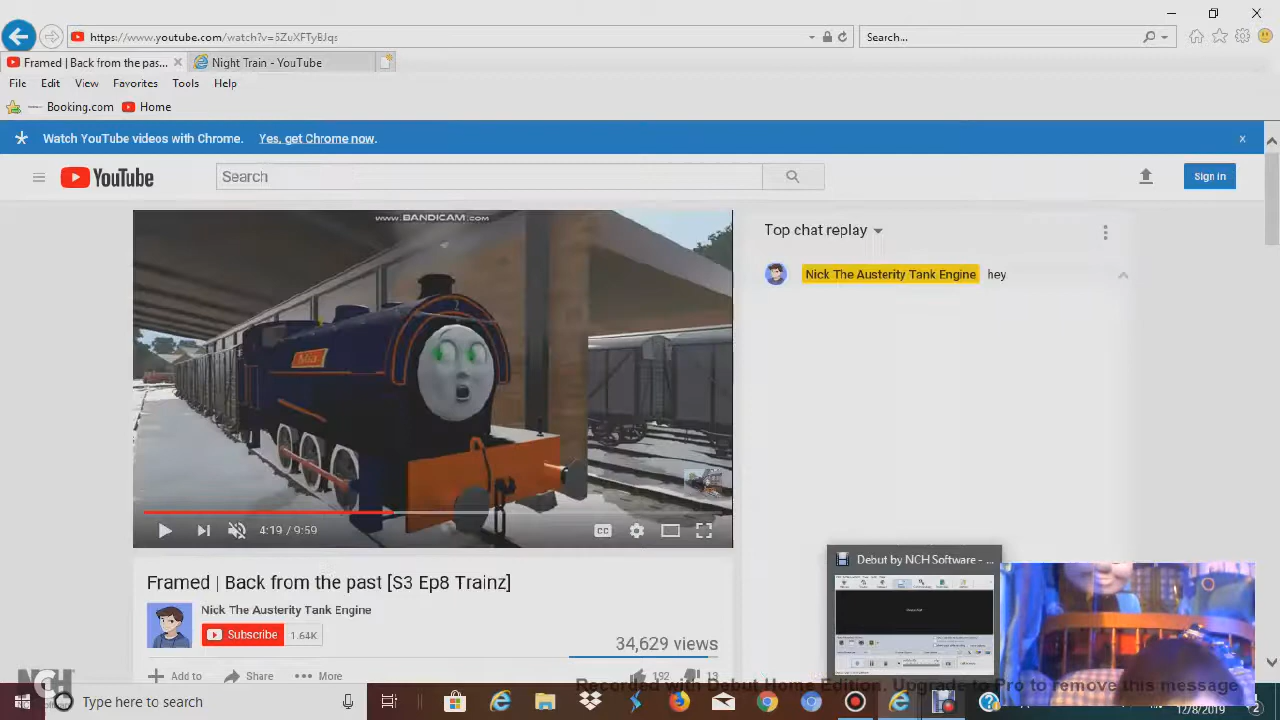 https://www.youtube.com/watch?v=
Search...
Framed | Back from the pas...
Night Train - YouTube
File Edit View Favorites Tools Help
Booking.com Home
Watch YouTube videos with Chrome. Yes, get Chrome now.
x
YouTube
Search
Sign in
WWW.BANDICAM.COM
Top chat replay
Nick The Austerity Tank Engine hey
4:19 / 9:59
CC
Framed | Back from the past [S3 Ep8 Trainz]
Nick The Austerity Tank Engine
Subscribe 1.64K
34,629 views
Add to Share More
192 13
Debut by NCH Software - ...
NCH
Recorded with Debut Home Edition. Upgrade to Pro to remove this message
Type here to search
12/8/2019
2